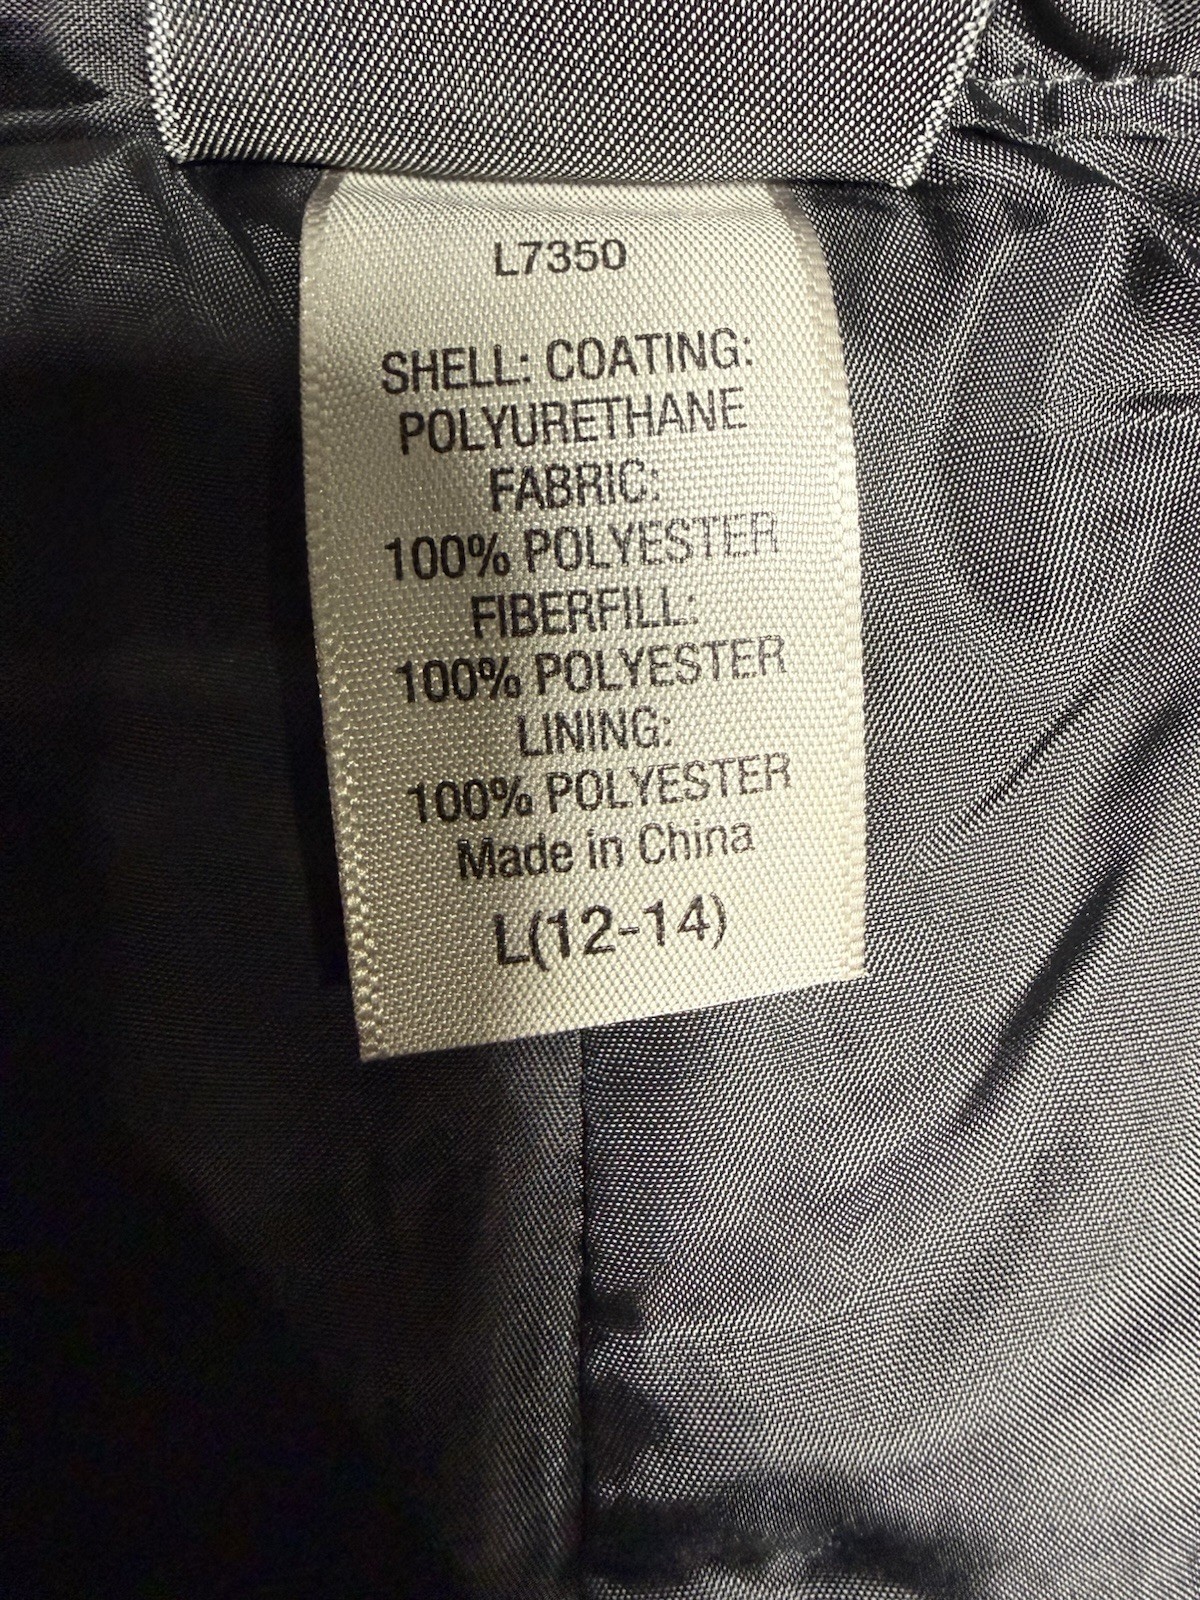 L7350
SHELL: COATING:
POLYURETHANE
FABRIC:
100% POLYESTER
FIBERFILL:
100% POLYESTER
LINING:
100% POLYESTER
Made in China
L(12-14)